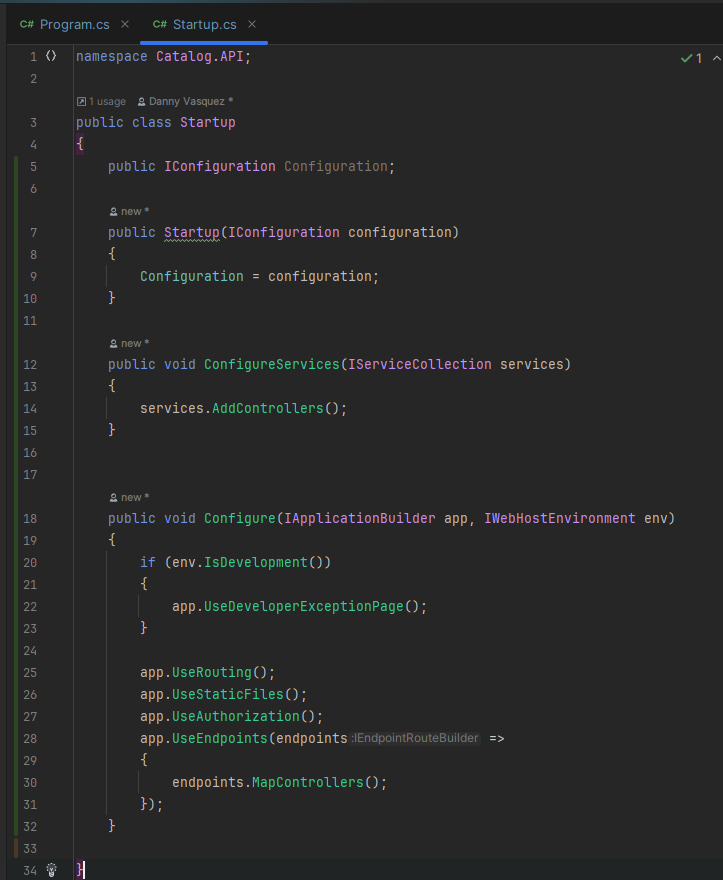 C# Program.cs × C# Startup.cs ×
1 namespace Catalog.API; 1
2
1 usage Danny Vasquez *
3 public class Startup
4 {
5 public IConfiguration Configuration;
6
new *
7 public Startup(IConfiguration configuration)
8 {
9 Configuration = configuration;
10 }
11
new *
12 public void ConfigureServices(IServiceCollection services)
13 {
14 services.AddControllers();
15 }
16
17
new *
18 public void Configure(IApplicationBuilder app, IWebHostEnvironment env)
19 {
20 if (env.IsDevelopment())
21 {
22 app.UseDeveloperExceptionPage();
23 }
24
25 app.UseRouting();
26 app.UseStaticFiles();
27 app.UseAuthorization();
28 app.UseEndpoints(endpoints :IEndpointRouteBuilder =>
29 {
30 endpoints.MapControllers();
31 });
32 }
33
34 }